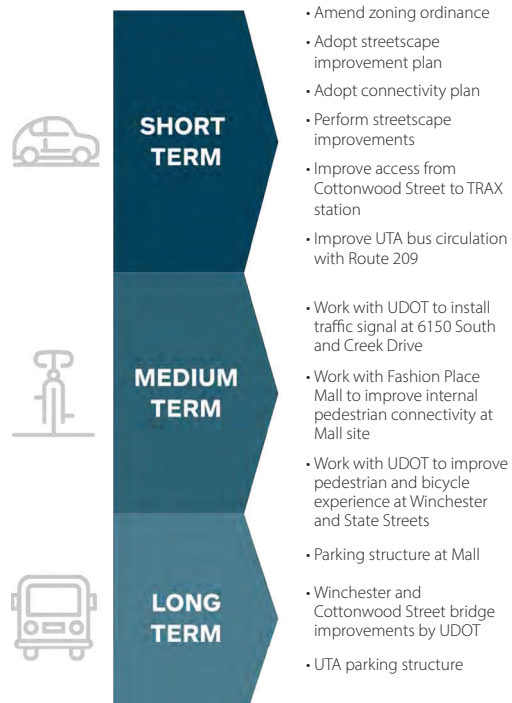 SHORT
TERM
• Amend zoning ordinance
• Adopt streetscape
improvement plan
• Adopt connectivity plan
• Perform streetscape
improvements
• Improve access from
Cottonwood Street to TRAX
station
• Improve UTA bus circulation
with Route 209
MEDIUM
TERM
• Work with UDOT to install
traffic signal at 6150 South
and Creek Drive
• Work with Fashion Place
Mall to improve internal
pedestrian connectivity at
Mall site
• Work with UDOT to improve
pedestrian and bicycle
experience at Winchester
and State Streets
LONG
TERM
• Parking structure at Mall
• Winchester and
Cottonwood Street bridge
improvements by UDOT
• UTA parking structure